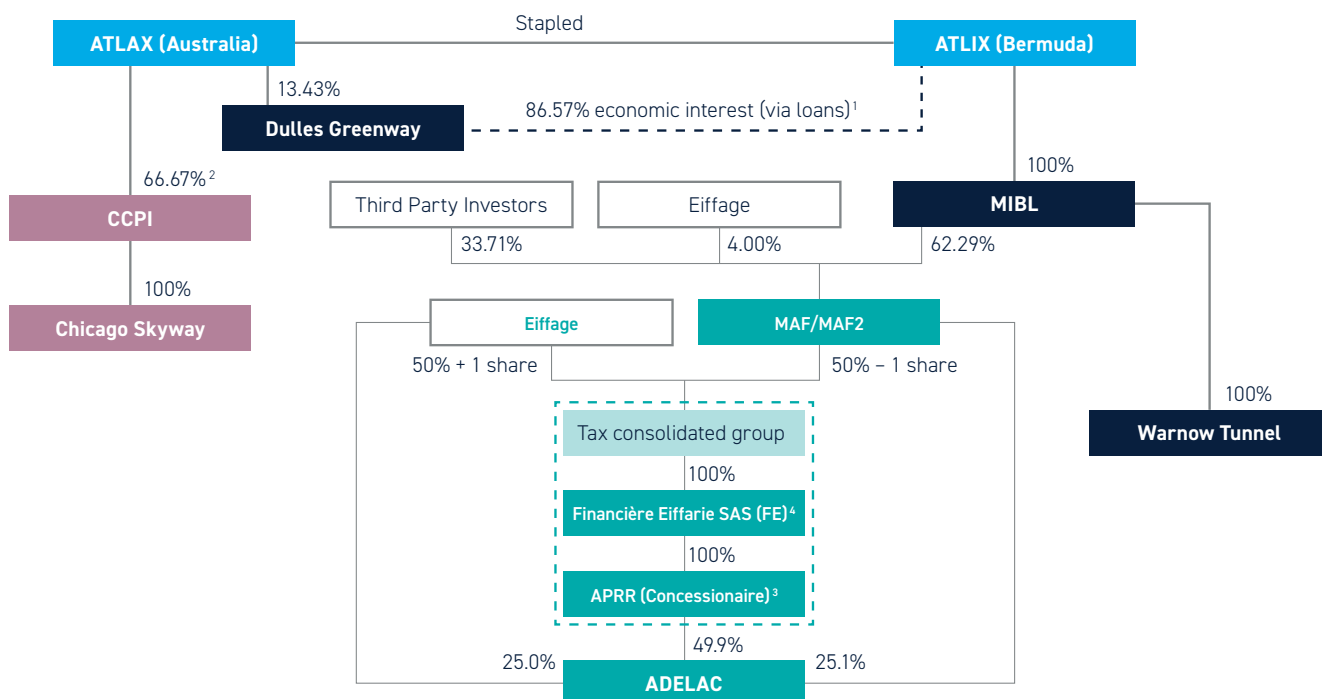 Stapled
ATLAX (Australia)
ATLIX (Bermuda)
13.43%
86.57% economic interest (via loans)¹
Dulles Greenway
66.67%²
100%
CCPI
Third Party Investors
Eiffage
MIBL
33.71%
4.00%
62.29%
100%
Chicago Skyway
Eiffage
MAF/MAF2
50% + 1 share
50% – 1 share
100%
Tax consolidated group
Warnow Tunnel
100%
Financière Eiffarie SAS (FE)⁴
100%
APRR (Concessionaire)³
49.9%
25.0%
25.1%
ADELAC